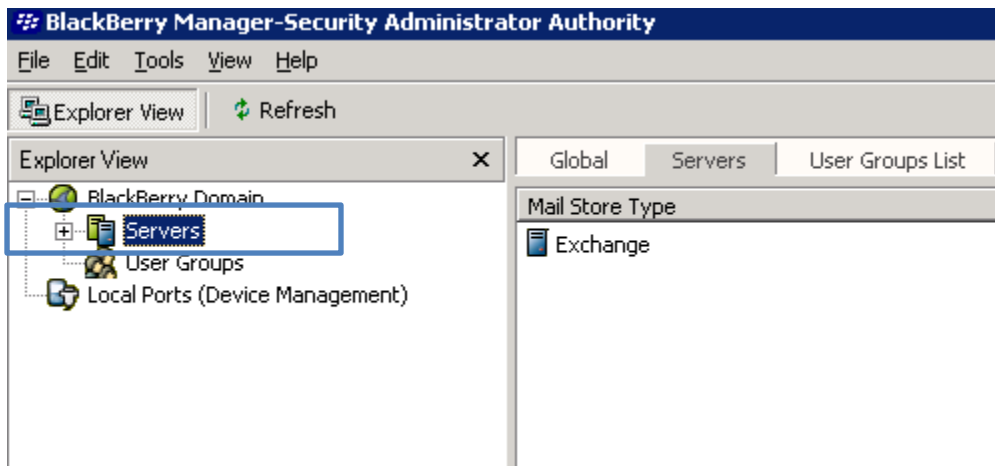 BlackBerry Manager-Security Administrator Authority
File Edit Tools View Help
Explorer View Refresh
Explorer View Global Servers User Groups List
BlackBerry Domain
Mail Store Type
Servers
Exchange
User Groups
Local Ports (Device Management)